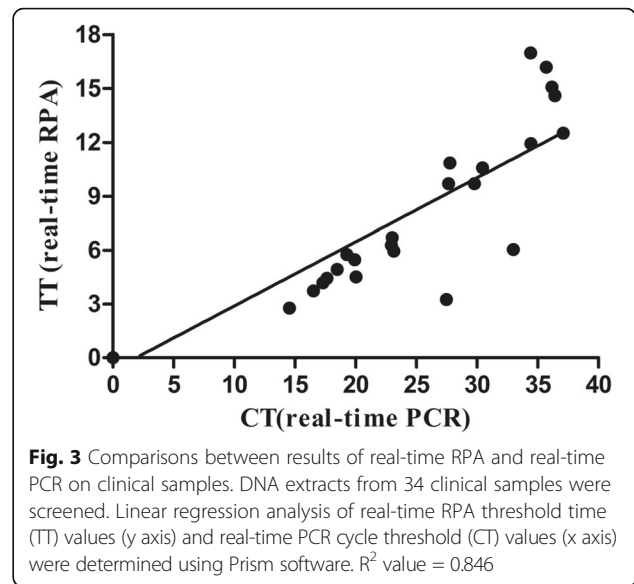 18
15
12
9
6
3
0
TT (real-time RPA)
0 5 10 15 20 25 30 35 40
CT(real-time PCR)
Fig. 3 Comparisons between results of real-time RPA and real-time
PCR on clinical samples. DNA extracts from 34 clinical samples were
screened. Linear regression analysis of real-time RPA threshold time
(TT) values (y axis) and real-time PCR cycle threshold (CT) values (x axis)
were determined using Prism software. R² value = 0.846